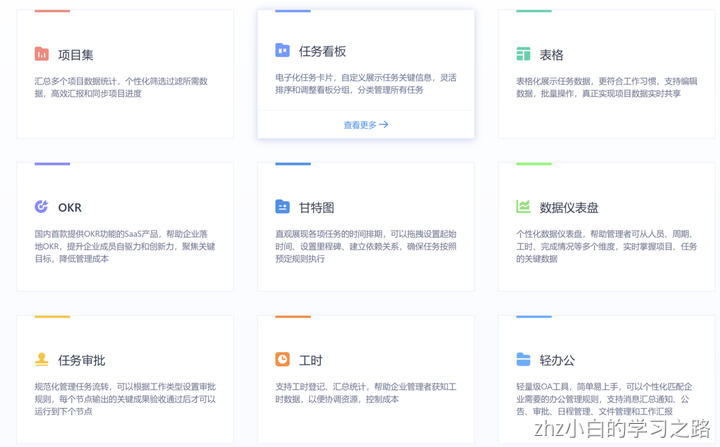 项目集
汇总多个项目数据统计，个性化筛选过滤所需数
据，高效汇报和同步项目进度
任务看板
电子化任务卡片，自定义展示任务关键信息，灵活
排序和调整看板分组，分类管理所有任务
查看更多
表格
表格化展示任务数据，更符合工作习惯、支持编辑
数据，批量操作，真正实现项目数据实时共享
OKR
国内首款提供OKR功能的SaaS产品，帮助企业落
地OKR，提升企业成员自驱力和创新力，聚焦关键
目标，降低管理成本
甘特图
直观展现各项任务的时间排期，可以拖拽设置起始
时间、设置里程碑、建立依赖关系，确保任务按照
预定规则执行
数据仪表盘
个性化数据仪表盘，帮助管理者可从人员、周期、
工时、完成情况等多个维度，实时掌握项目、任务
的关键数据
任务审批
规范化管理任务流转，可以根据工作类型设置审批
规则，每个节点输出的关键成果验收通过后才可以
运行到下个节点
工时
支持工时登记、汇总统计，帮助企业管理者获知工
时数据，以便协调资源，控制成本
轻办公
轻量级OA工具，简单易上手，可以个性化匹配企
业需要的办公管理规则，支持消息汇总通知、公
告、审批、日程管理、文件管理和工作汇报
zhz小白的学习之路